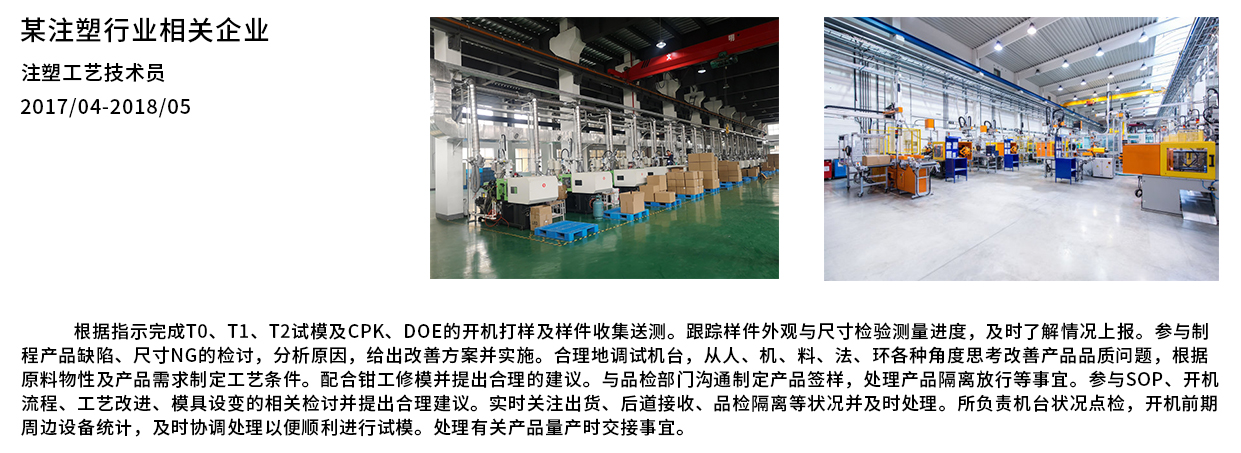 某注塑行业相关企业
注塑工艺技术员
2017/04-2018/05
根据指示完成T0、T1、T2试模及CPK、DOE的开机打样及样件收集送测。跟踪样件外观与尺寸检验测量进度，及时了解情况上报。参与制
程产品缺陷、尺寸NG的检讨，分析原因，给出改善方案并实施。合理地调试机台，从人、机、料、法、环各种角度思考改善产品品质问题，根据
原料物性及产品需求制定工艺条件。配合钳工修模并提出合理的建议。与品检部门沟通制定产品签样，处理产品隔离放行等事宜。参与SOP、开机
流程、工艺改进、模具设变的相关检讨并提出合理建议。实时关注出货、后道接收、品检隔离等状况并及时处理。所负责机台状况点检，开机前期
周边设备统计，及时协调处理以便顺利进行试模。处理有关产品量产时交接事宜。